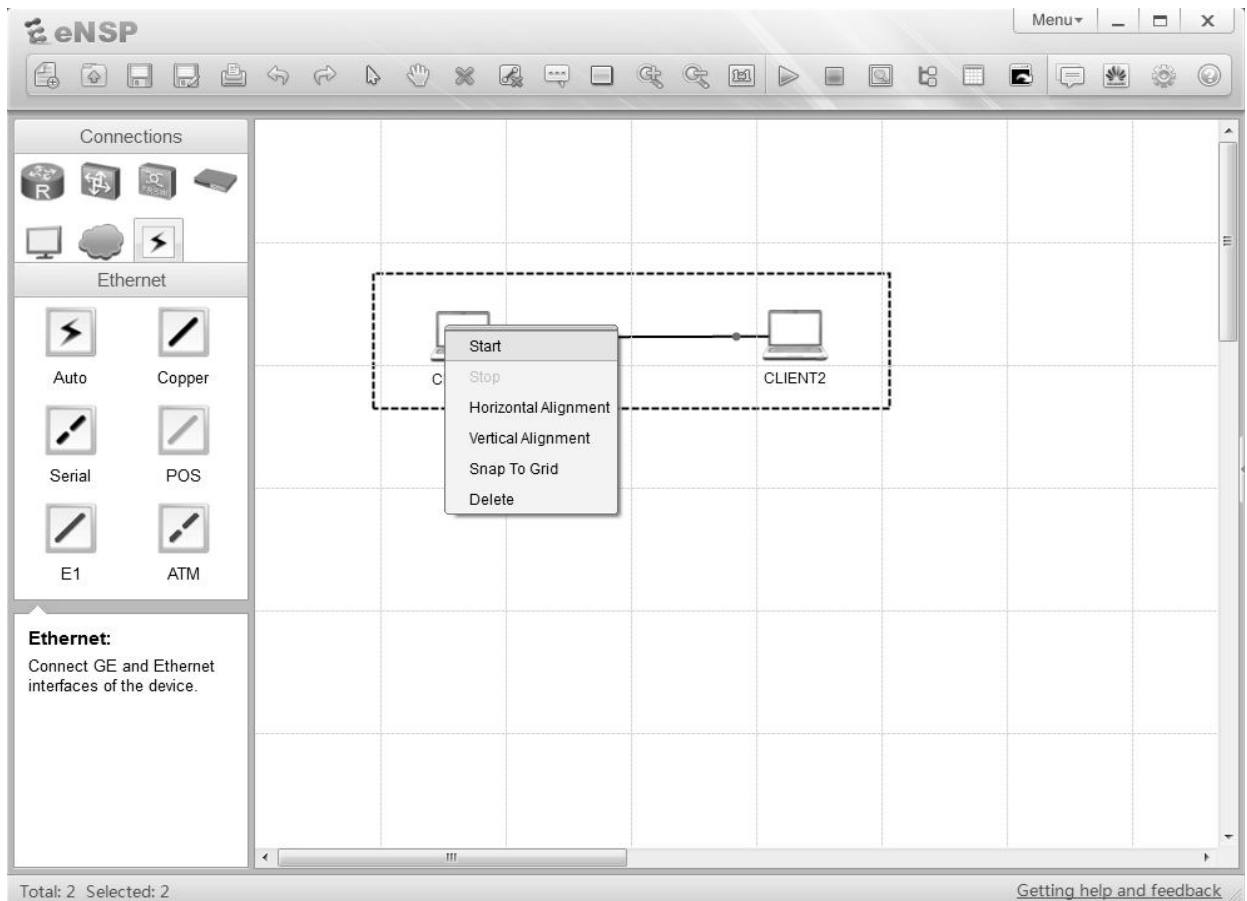 eNSP
Menu
Connections
R
Ethernet
Auto Copper
Serial POS
E1 ATM
Ethernet:
Connect GE and Ethernet
interfaces of the device.
Start
Stop
Horizontal Alignment
Vertical Alignment
Snap To Grid
Delete
C
CLIENT2
Total: 2 Selected: 2
Getting help and feedback